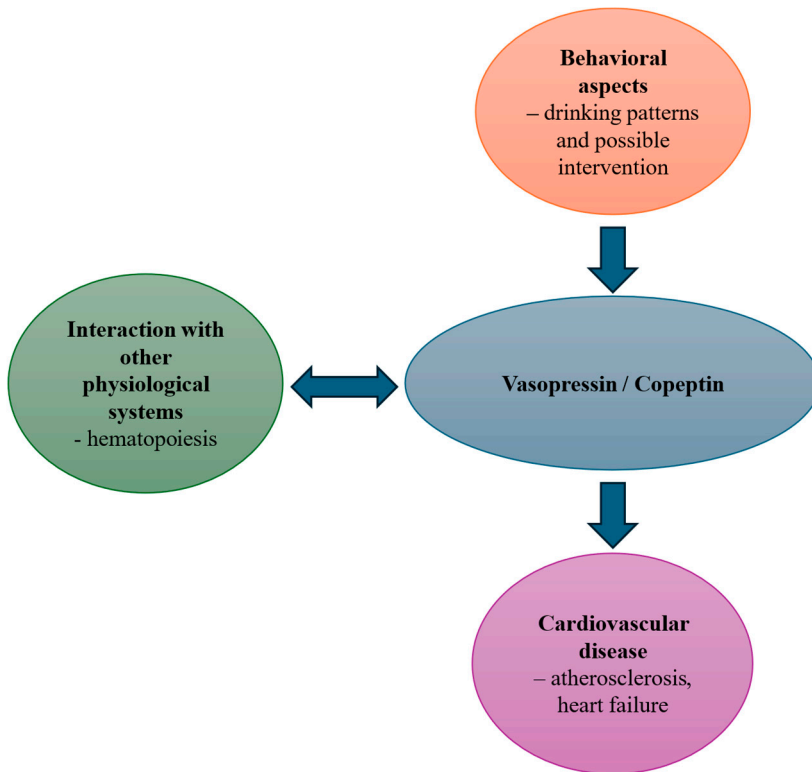 Behavioral
aspects
– drinking patterns
and possible
intervention
Interaction with
other
physiological
systems
- hematopoiesis
Vasopressin / Copeptin
Cardiovascular
disease
– atherosclerosis,
heart failure